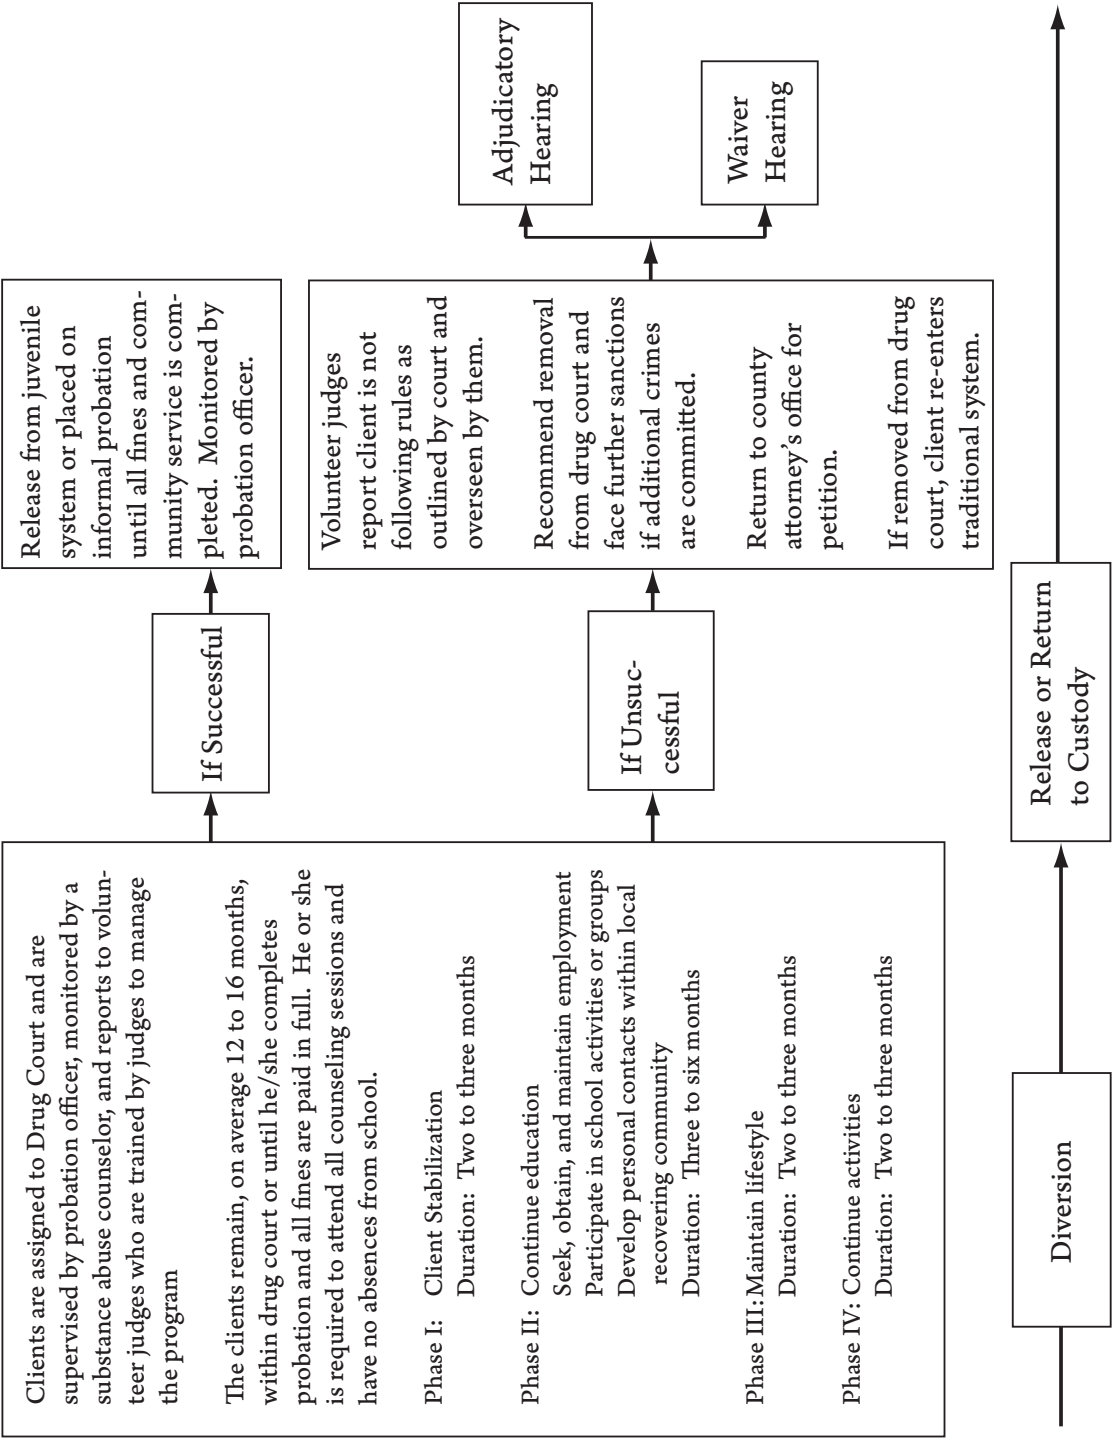 Clients are assigned to Drug Court and are
supervised by probation officer, monitored by a
substance abuse counselor, and reports to volun-
teer judges who are trained by judges to manage
the program
The clients remain, on average 12 to 16 months,
within drug court or until he/she completes
probation and all fines are paid in full. He or she
is required to attend all counseling sessions and
have no absences from school.
Phase I: Client Stabilization
Duration: Two to three months
Phase II: Continue education
Seek, obtain, and maintain employment
Participate in school activities or groups
Develop personal contacts within local
recovering community
Duration: Three to six months
Phase III: Maintain lifestyle
Duration: Two to three months
Phase IV: Continue activities
Duration: Two to three months
If Successful
Release from juvenile
system or placed on
informal probation
until all fines and com-
munity service is com-
pleted. Monitored by
probation officer.
If Unsuc-
cessful
Volunteer judges
report client is not
following rules as
outlined by court and
overseen by them.
Recommend removal
from drug court and
face further sanctions
if additional crimes
are committed.
Return to county
attorney's office for
petition.
If removed from drug
court, client re-enters
traditional system.
Adjudicatory
Hearing
Waiver
Hearing
Diversion
Release or Return
to Custody